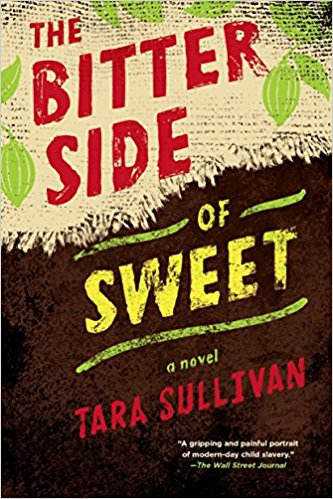 THE
BITTER
SIDE
OF
SWEET
a novel
TARA SULLIVAN
"A gripping and painful portrait
of modern-day child slavery."
—The Wall Street Journal